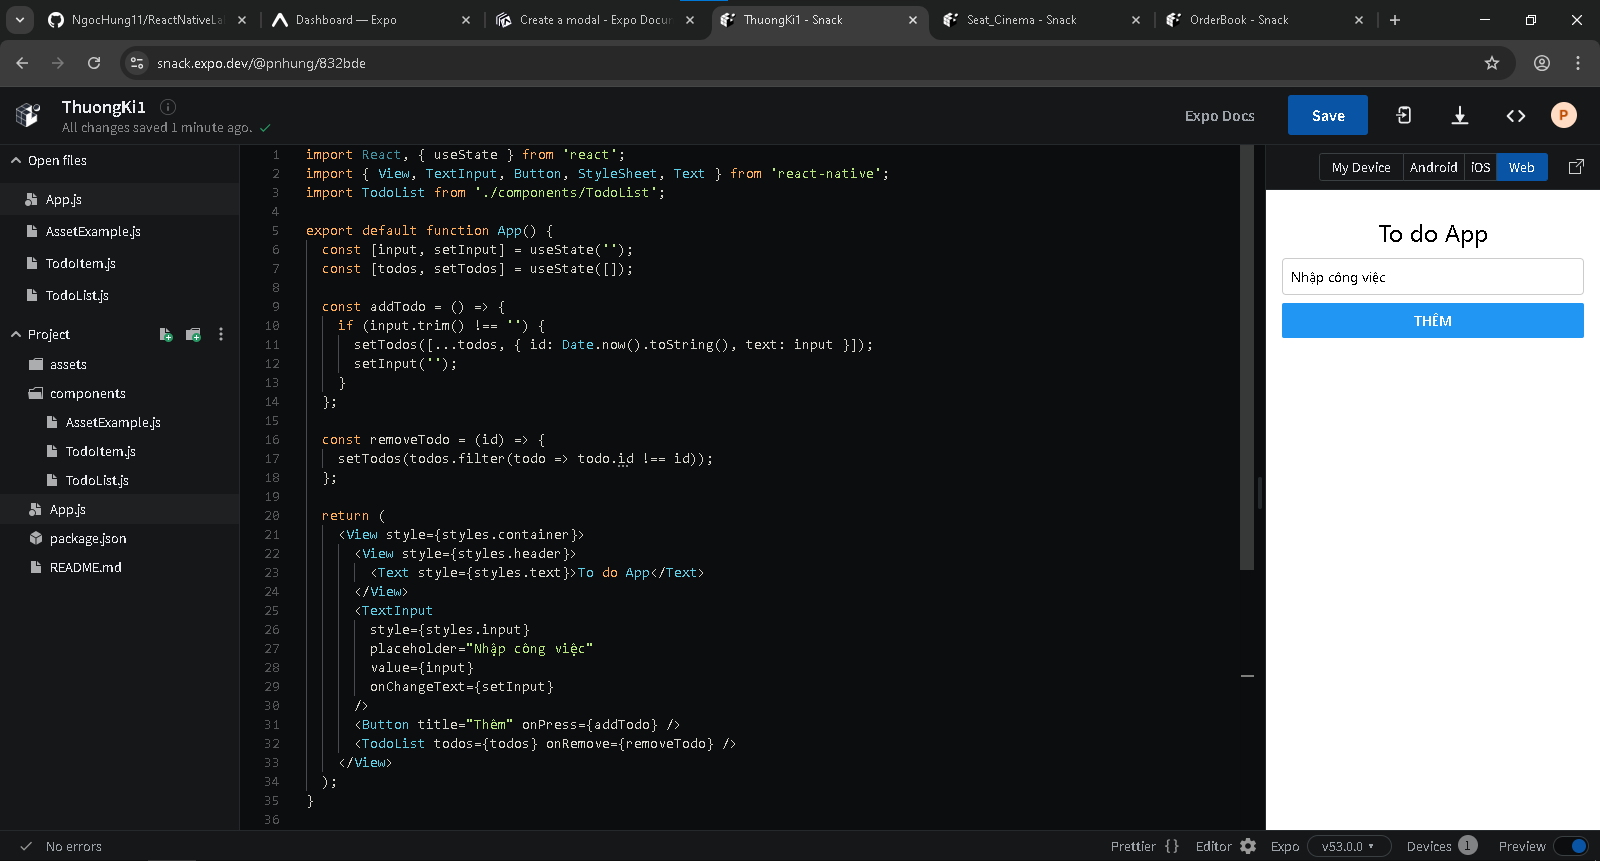 NgocHung11/ReactNativeLa
Dashboard — Expo
Create a modal - Expo Docum
ThuongKi1 - Snack
Seat_Cinema - Snack
OrderBook - Snack
snack.expo.dev/@pnhung/832bde
ThuongKi1
All changes saved 1 minute ago.
Expo Docs
Save
P
Open files
App.js
AssetExample.js
TodoItem.js
TodoList.js
Project
assets
components
AssetExample.js
TodoItem.js
TodoList.js
App.js
package.json
README.md
1 import React, { useState } from 'react';
2 import { View, TextInput, Button, StyleSheet, Text } from 'react-native';
3 import TodoList from './components/TodoList';
4
5 export default function App() {
6 const [input, setInput] = useState('');
7 const [todos, setTodos] = useState([]);
8
9 const addTodo = () => {
10 if (input.trim() !== '') {
11 setTodos([...todos, { id: Date.now().toString(), text: input }]);
12 setInput('');
13 }
14 };
15
16 const removeTodo = (id) => {
17 setTodos(todos.filter(todo => todo.id !== id));
18 };
19
20 return (
21 <View style={styles.container}>
22 <View style={styles.header}>
23 <Text style={styles.text}>To do App</Text>
24 </View>
25 <TextInput
26 style={styles.input}
27 placeholder="Nhập công việc"
28 value={input}
29 onChangeText={setInput}
30 />
31 <Button title="Thêm" onPress={addTodo} />
32 <TodoList todos={todos} onRemove={removeTodo} />
33 </View>
34 );
35 }
36
My Device
Android
iOS
Web
To do App
Nhập công việc
THÊM
No errors
Prettier {}
Editor
Expo
v53.0.0
Devices 1
Preview